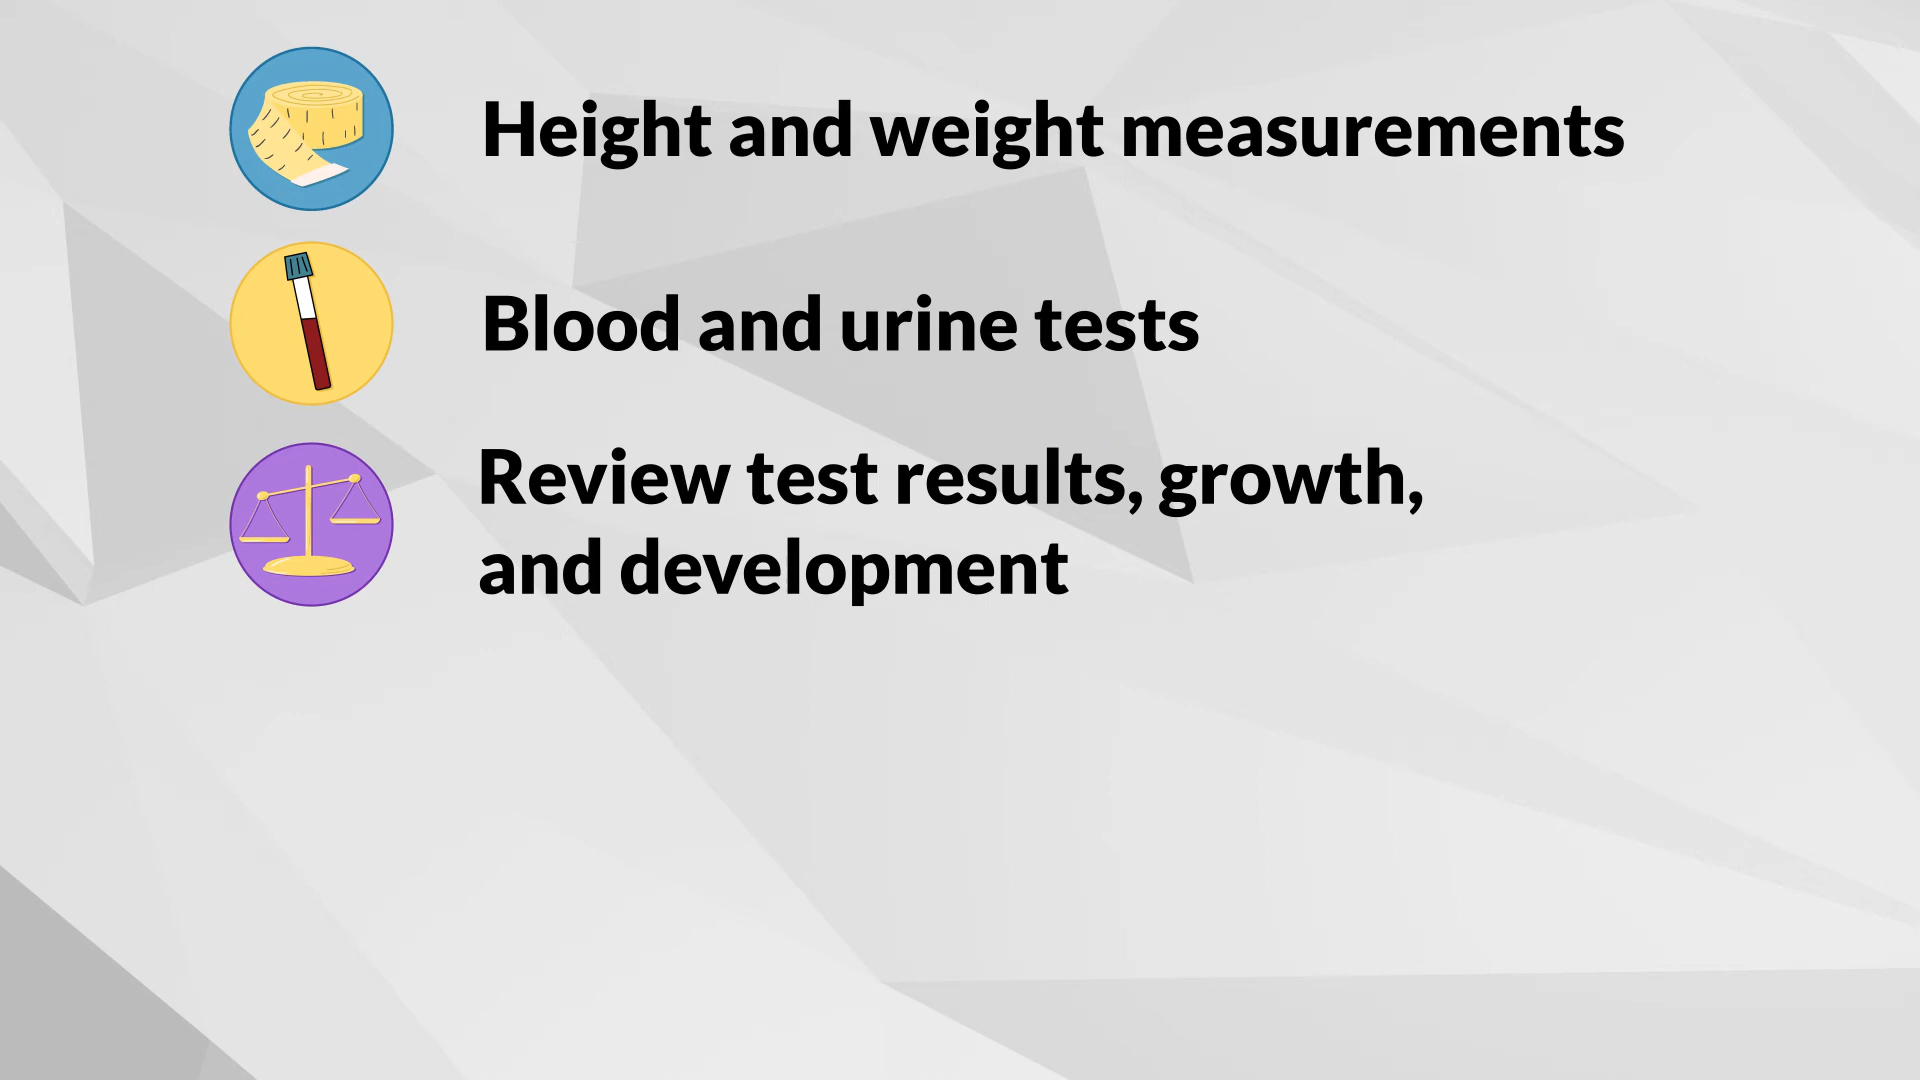 Height and weight measurements
Blood and urine tests
Review test results, growth,
and development